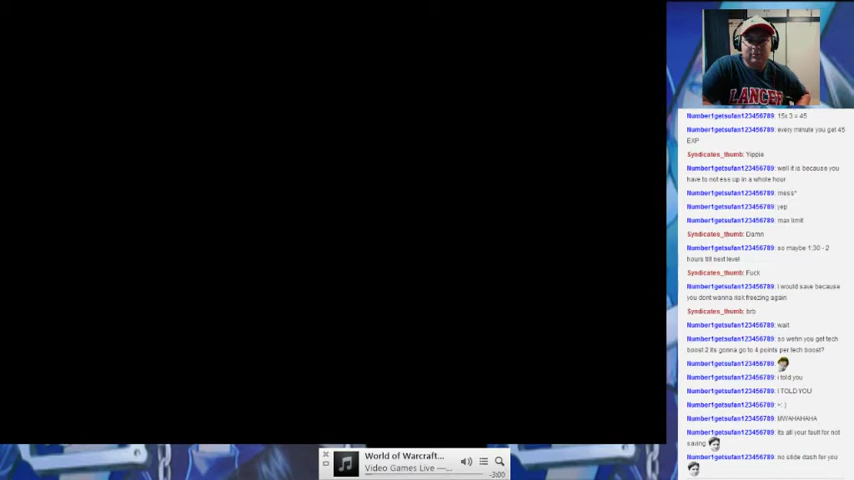 LANCER
Number1getsufan123456789: 15x 3 = 45
Number1getsufan123456789: every minute you get 45
EXP
Syndicates_thumb: Yippie
Number1getsufan123456789: well it is because you
have to not ess up in a whole hour
Number1getsufan123456789: mess*
Number1getsufan123456789: yep
Number1getsufan123456789: max limit
Syndicates_thumb: Damn
Number1getsufan123456789: so maybe 1;30 - 2
hours till next level
Syndicates_thumb: Fuck
Number1getsufan123456789: I would save because
you dont wanna risk freezing again
Syndicates_thumb: brb
Number1getsufan123456789: wait
Number1getsufan123456789: so wehn you get tech
boost 2 its gonna go to 4 points per tech boost?
Number1getsufan123456789:
Number1getsufan123456789: i told you
Number1getsufan123456789: I TOLD YOU
Number1getsufan123456789: >:)
Number1getsufan123456789: MWAHAHAHA
Number1getsufan123456789: its all your fault for not
saving
Number1getsufan123456789: no slide dash for you
World of Warcraft...
Video Games Live —...
-3:00